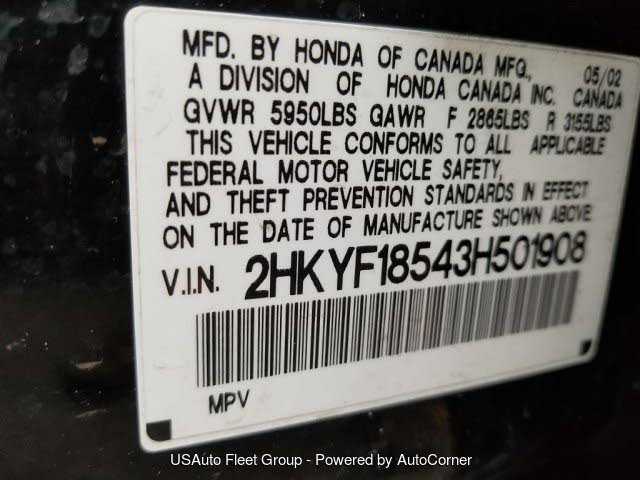 MFD. BY HONDA OF CANADA MFG., 05/02
A DIVISION OF HONDA CANADA INC. CANADA
GVWR 5950LBS GAWR F 2865LBS R 3155LBS
THIS VEHICLE CONFORMS TO ALL APPLICABLE
FEDERAL MOTOR VEHICLE SAFETY,
AND THEFT PREVENTION STANDARDS IN EFFECT
ON THE DATE OF MANUFACTURE SHOWN ABOVE
V.I.N. 2HKYF18543H501908
MPV
USAuto Fleet Group - Powered by AutoCorner